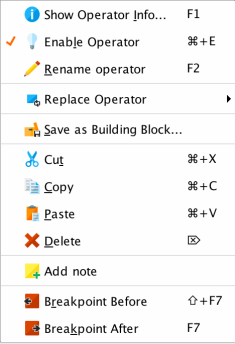 Show Operator Info... F1
Enable Operator ⌘+E
Rename operator F2
Replace Operator
Save as Building Block...
Cut ⌘+X
Copy ⌘+C
Paste ⌘+V
Delete ⌦
Add note
Breakpoint Before ⇧+F7
Breakpoint After F7